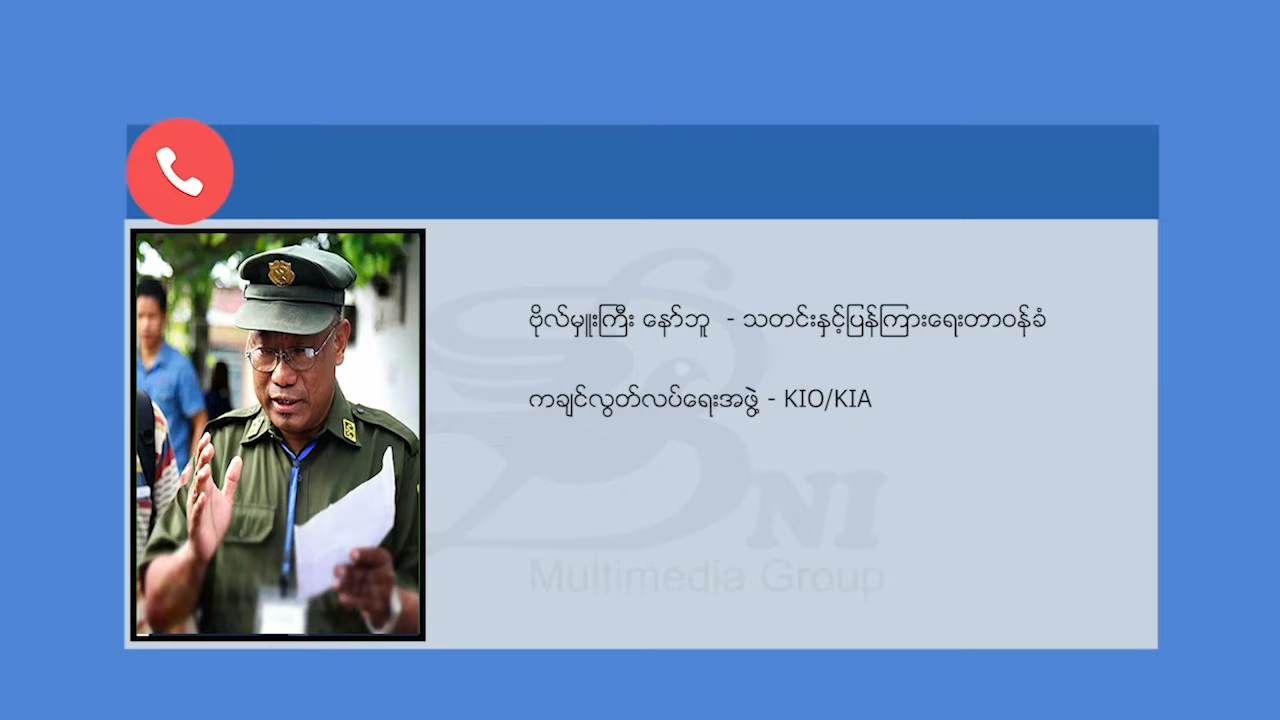 ဗိုလ်မှူးကြီး နော်ဘူ - သတင်းနှင့်ပြန်ကြားရေးတာဝန်ခံ
ကချင်လွတ်လပ်ရေးအဖွဲ့ - KIO/KIA
BNI
Multimedia Group